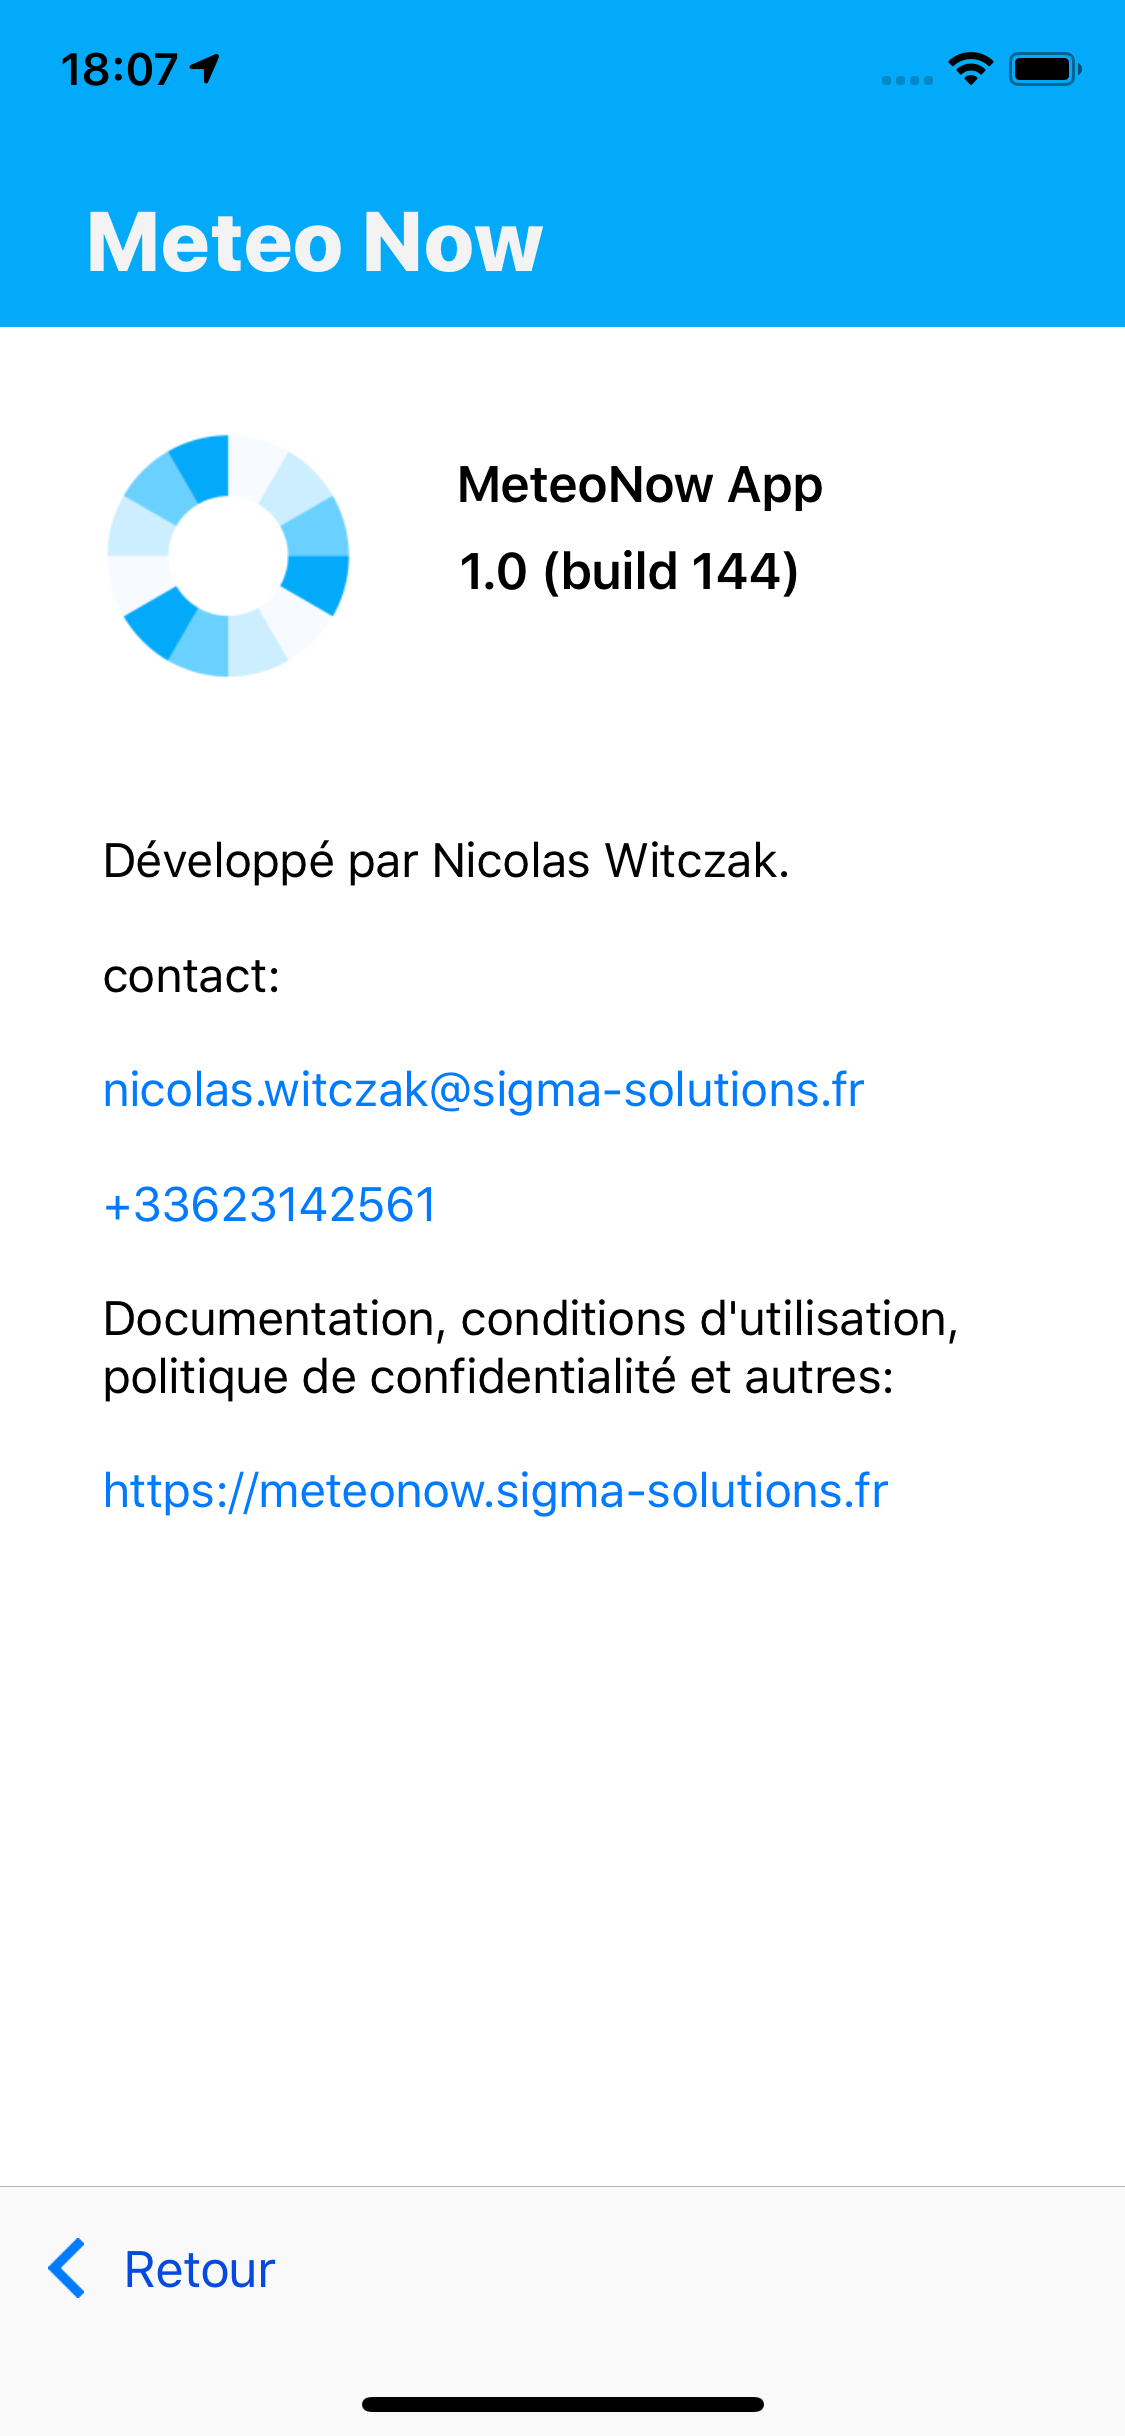 18:07
Meteo Now
MeteoNow App
1.0 (build 144)
Développé par Nicolas Witczak.
contact:
nicolas.witczak@sigma-solutions.fr
+33623142561
Documentation, conditions d'utilisation,
politique de confidentialité et autres:
https://meteonow.sigma-solutions.fr
Retour